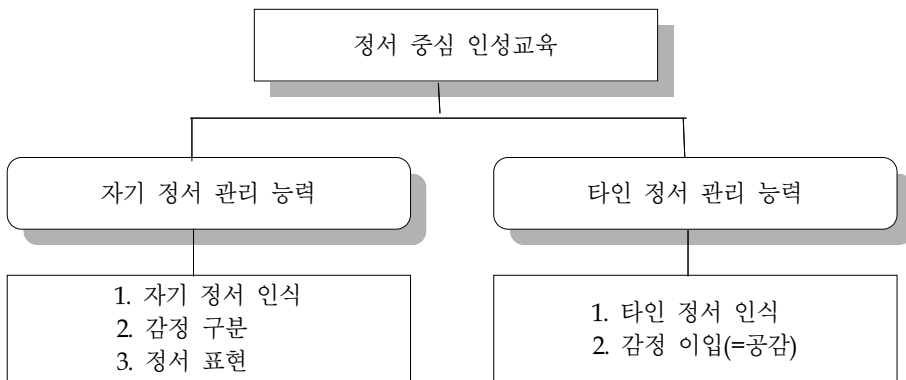 정서 중심 인성교육
자기 정서 관리 능력
타인 정서 관리 능력
1. 자기 정서 인식
2. 감정 구분
3. 정서 표현
1. 타인 정서 인식
2. 감정 이입(=공감)